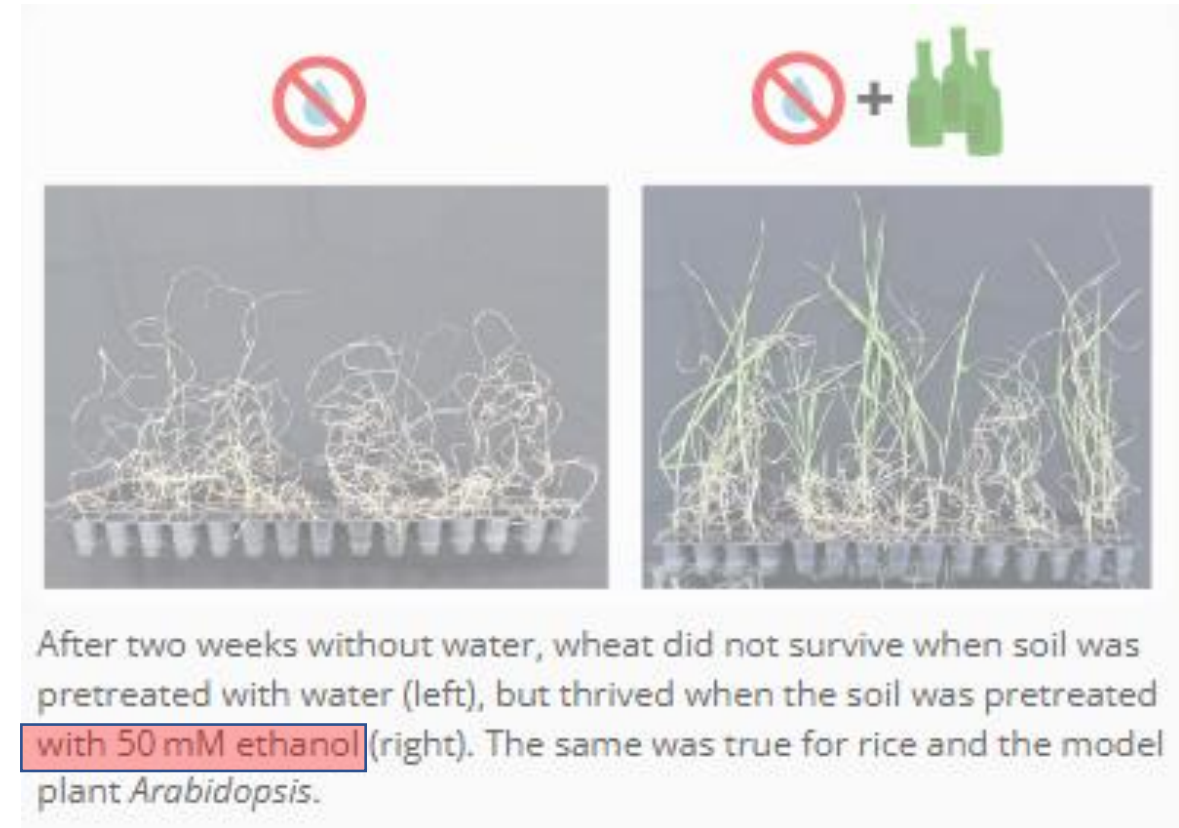 After two weeks without water, wheat did not survive when soil was
pretreated with water (left), but thrived when the soil was pretreated
with 50 mM ethanol (right). The same was true for rice and the model
plant Arabidopsis.